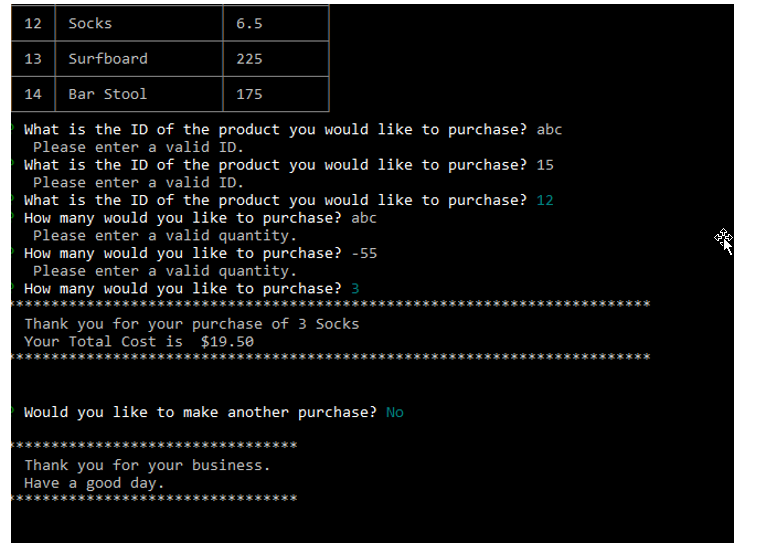 12 Socks 6.5
13 Surfboard 225
14 Bar Stool 175
What is the ID of the product you would like to purchase? abc
Please enter a valid ID.
What is the ID of the product you would like to purchase? 15
Please enter a valid ID.
What is the ID of the product you would like to purchase? 12
How many would you like to purchase? abc
Please enter a valid quantity.
How many would you like to purchase? -55
Please enter a valid quantity.
How many would you like to purchase? 3
*****************************************************************************
Thank you for your purchase of 3 Socks
Your Total Cost is  $19.50
*****************************************************************************
Would you like to make another purchase? No
**********************************
Thank you for your business.
Have a good day.
**********************************